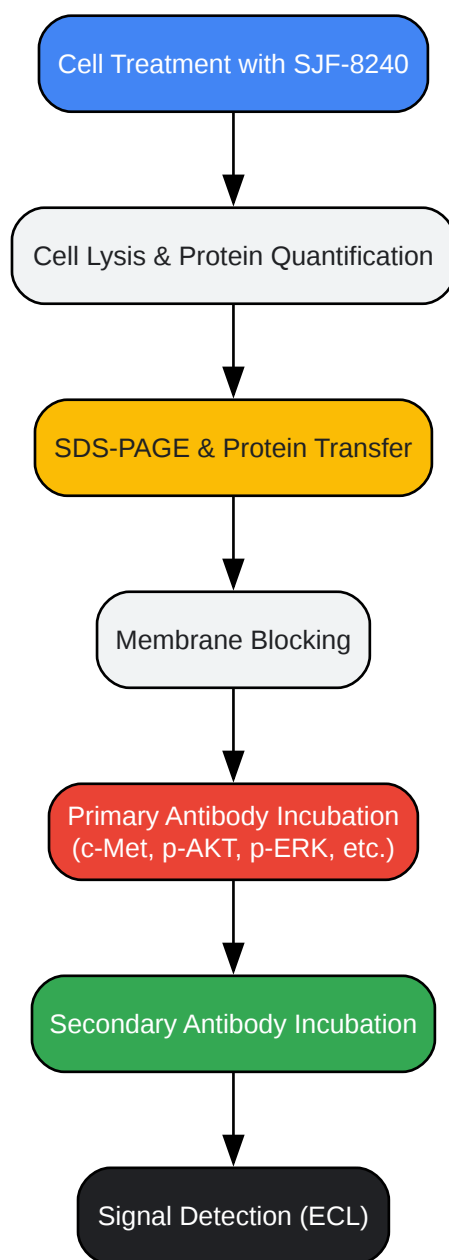 Cell Treatment with SJF-8240
Cell Lysis & Protein Quantification
SDS-PAGE & Protein Transfer
Membrane Blocking
Primary Antibody Incubation
(c-Met, p-AKT, p-ERK, etc.)
Secondary Antibody Incubation
Signal Detection (ECL)